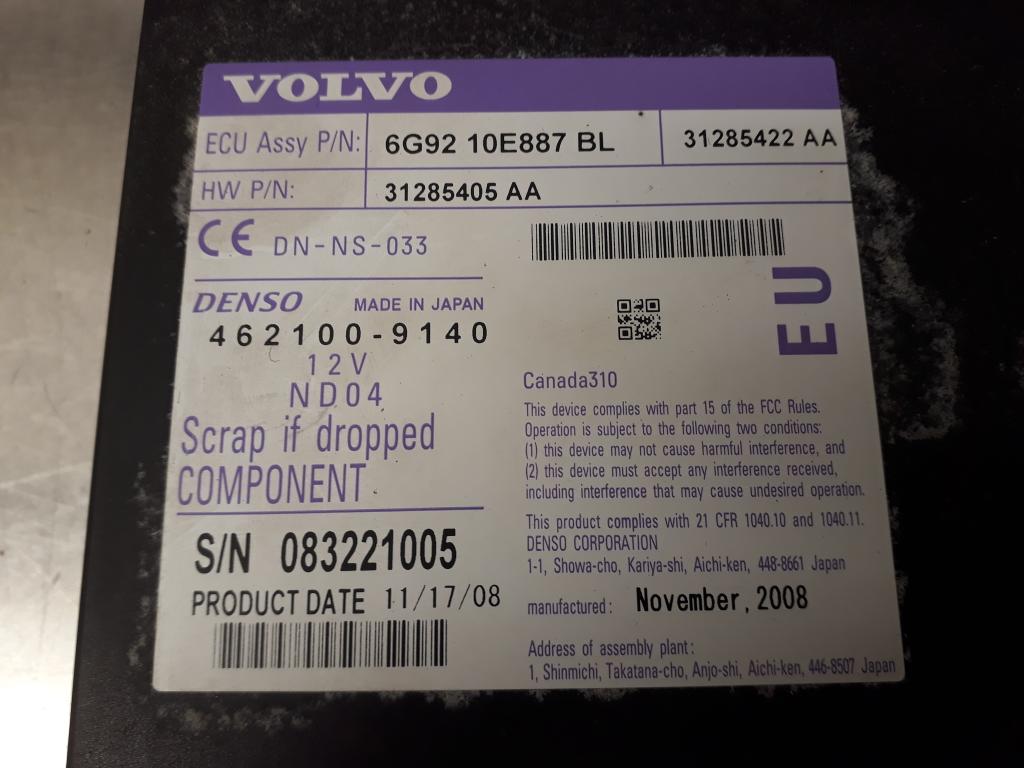 VOLVO
ECU Assy P/N: 6G92 10E887 BL 31285422 AA
HW P/N: 31285405 AA
CE DN-NS-033
DENSO MADE IN JAPAN
462100-9140
12V
ND04
Scrap if dropped
COMPONENT
S/N 083221005
PRODUCT DATE 11/17/08
EU
Canada310
This device complies with part 15 of the FCC Rules.
Operation is subject to the following two conditions:
(1) this device may not cause harmful interference, and
(2) this device must accept any interference received,
including interference that may cause undesired operation.
This product complies with 21 CFR 1040.10 and 1040.11.
DENSO CORPORATION
1-1, Showa-cho, Kariya-shi, Aichi-ken, 448-8661 Japan
manufactured: November, 2008
Address of assembly plant:
1, Shinmichi, Takatana-cho, Anjo-shi, Aichi-ken, 446-8507 Japan